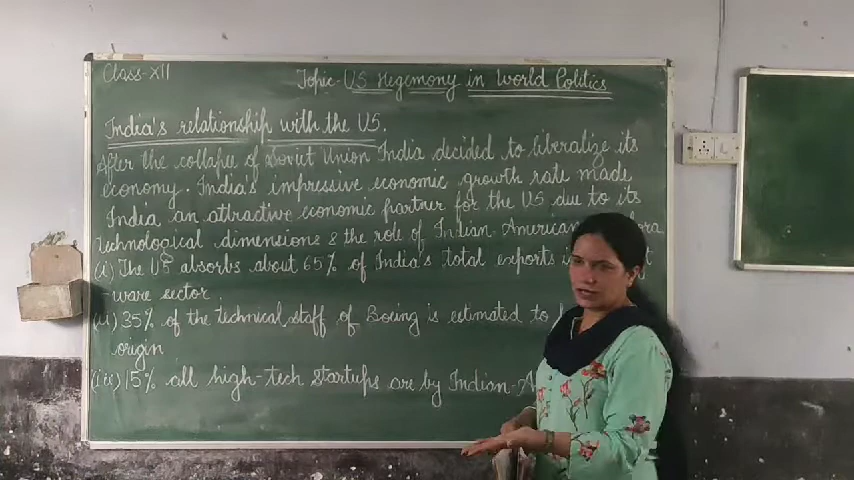 Class-XII
Topic-US Hegemony in World Politics
India's relationship with the US.
After the collapse of Soviet Union India decided to liberalize its
economy. India's impressive economic growth rate made
India an attractive economic partner for the US due to its
technological dimensions & the role of Indian-American
(i) The US absorbs about 65% of India's total exports
ware sector.
(ii) 35% of the technical staff of Boeing is estimated to
origin
(iii) 15% all high-tech startups are by Indian-